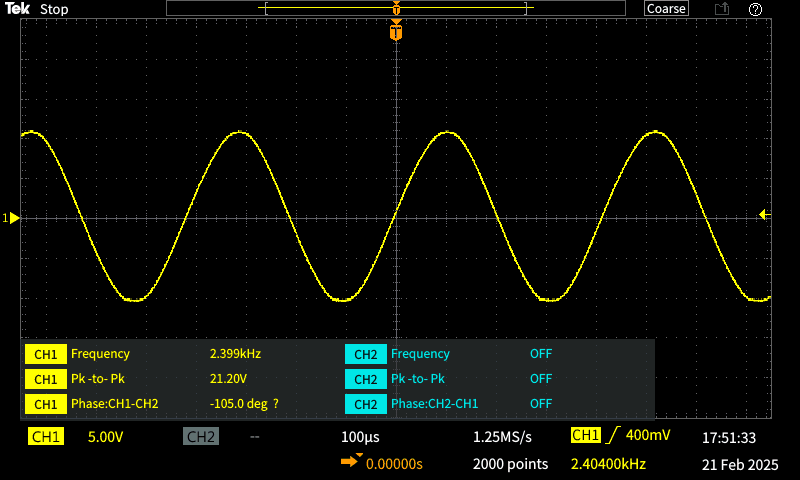 Tek Stop T Coarse ?
T
1
CH1 Frequency 2.399kHz CH2 Frequency OFF
CH1 Pk-to-Pk 21.20V CH2 Pk-to-Pk OFF
CH1 Phase:CH1-CH2 -105.0 deg ? CH2 Phase:CH2-CH1 OFF
CH1 5.00V CH2 -- 100µs 1.25MS/s CH1 400mV 17:51:33
0.00000s 2000 points 2.40400kHz 21 Feb 2025